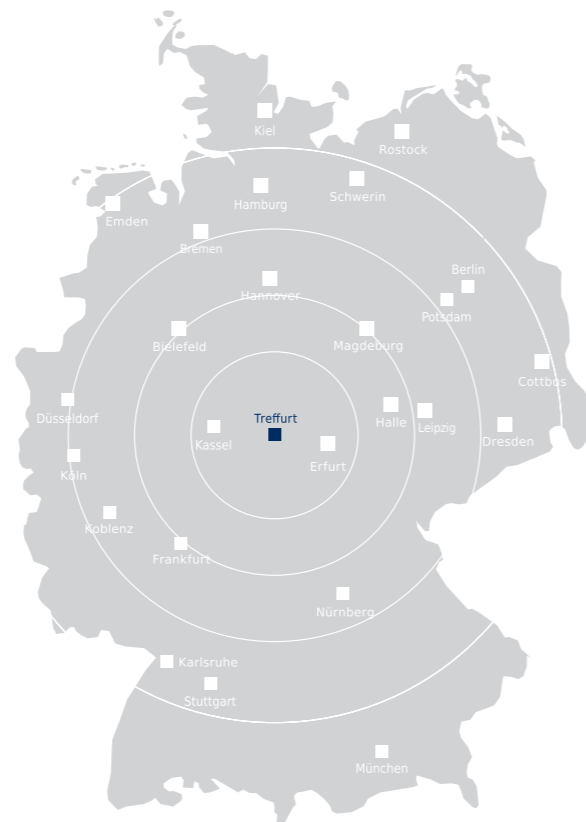 Kiel
Rostock
Schwerin
Hamburg
Emden
Bremen
Berlin
Hannover
Potsdam
Bielefeld
Magdeburg
Cottbus
Düsseldorf
Treffurt
Halle
Leipzig
Kassel
Dresden
Erfurt
Köln
Koblenz
Frankfurt
Nürnberg
Karlsruhe
Stuttgart
München